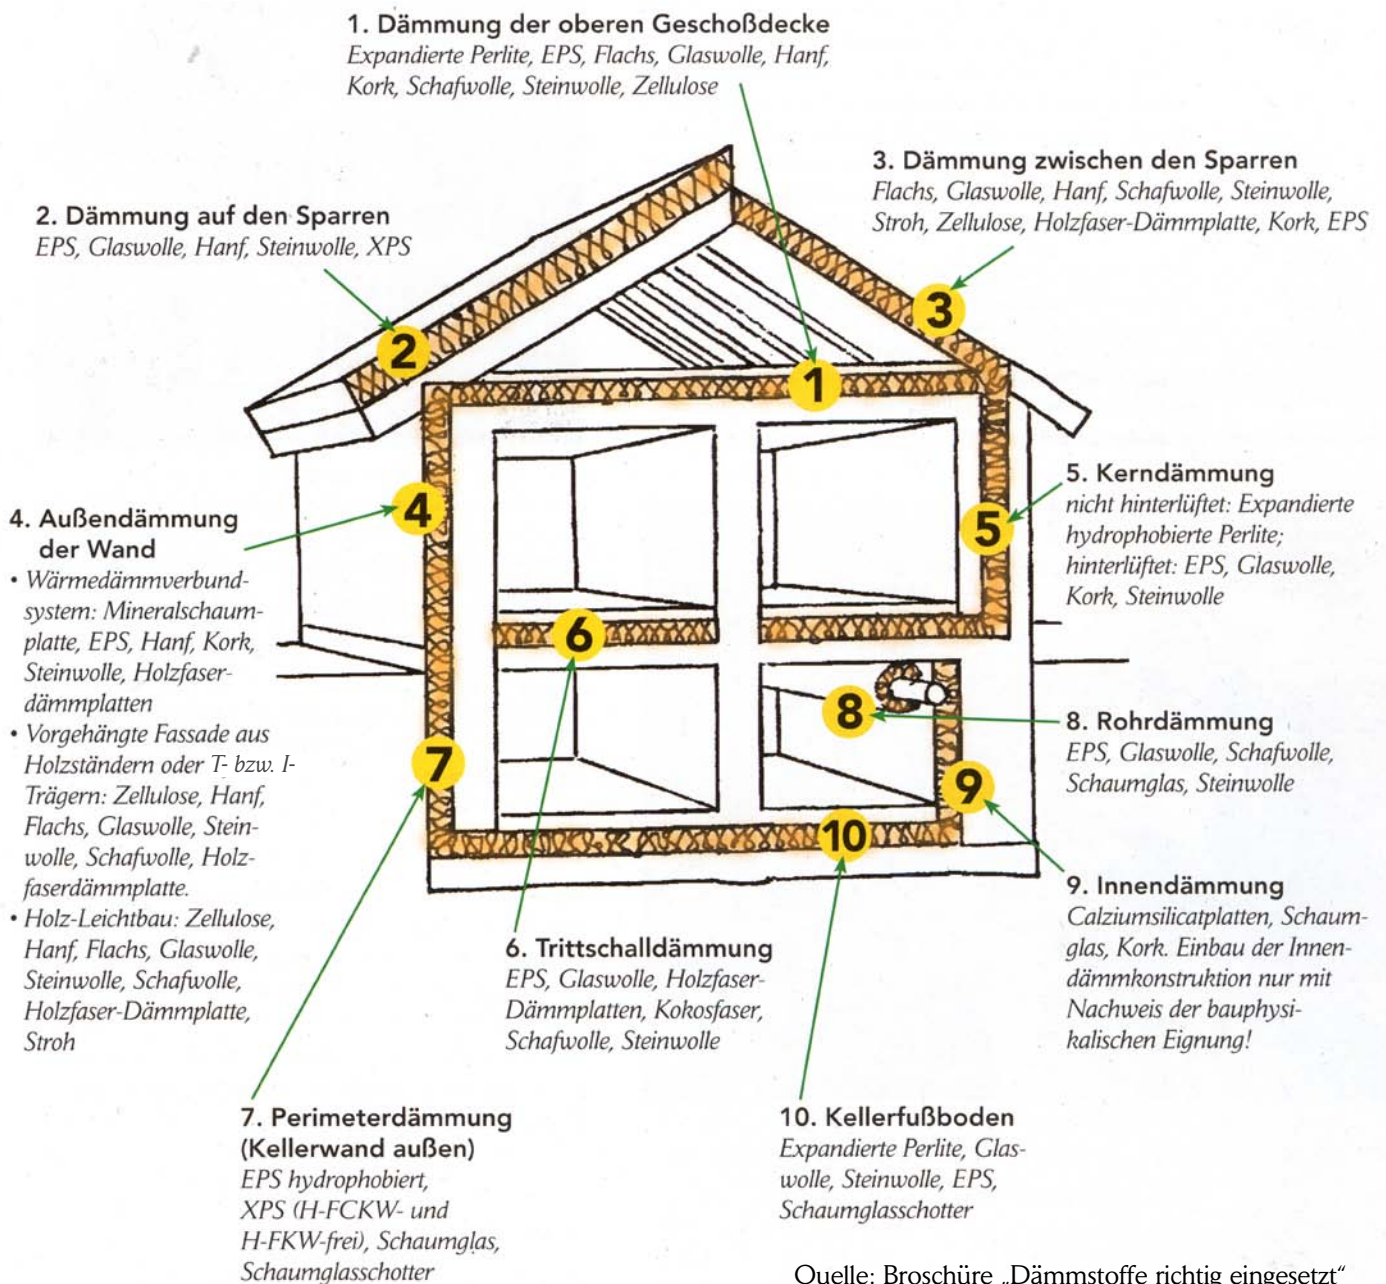 1. Dämmung der oberen Geschoßdecke
Expandierte Perlite, EPS, Flachs, Glaswolle, Hanf,
Kork, Schafwolle, Steinwolle, Zellulose
2. Dämmung auf den Sparren
EPS, Glaswolle, Hanf, Steinwolle, XPS
3. Dämmung zwischen den Sparren
Flachs, Glaswolle, Hanf, Schafwolle, Steinwolle,
Stroh, Zellulose, Holzfaser-Dämmplatte, Kork, EPS
2
3
1
4
5
6
7
8
9
10
4. Außendämmung
der Wand
• Wärmedämmverbund-
system: Mineralschaum-
platte, EPS, Hanf, Kork,
Steinwolle, Holzfaser-
dämmplatten
• Vorgehängte Fassade aus
Holzständern oder T- bzw. I-
Trägern: Zellulose, Hanf,
Flachs, Glaswolle, Stein-
wolle, Schafwolle, Holz-
faserdämmplatte.
• Holz-Leichtbau: Zellulose,
Hanf, Flachs, Glaswolle,
Steinwolle, Schafwolle,
Holzfaser-Dämmplatte,
Stroh
5. Kerndämmung
nicht hinterlüftet: Expandierte
hydrophobierte Perlite;
hinterlüftet: EPS, Glaswolle,
Kork, Steinwolle
8. Rohrdämmung
EPS, Glaswolle, Schafwolle,
Schaumglas, Steinwolle
9. Innendämmung
Calziumsilicatplatten, Schaum-
glas, Kork. Einbau der Innen-
dämmkonstruktion nur mit
Nachweis der bauphysi-
kalischen Eignung!
6. Trittschalldämmung
EPS, Glaswolle, Holzfaser-
Dämmplatten, Kokosfaser,
Schafwolle, Steinwolle
7. Perimeterdämmung
(Kellerwand außen)
EPS hydrophobiert,
XPS (H-FCKW- und
H-FKW-frei), Schaumglas,
Schaumglasschotter
10. Kellerfußboden
Expandierte Perlite, Glas-
wolle, Steinwolle, EPS,
Schaumglasschotter
Quelle: Broschüre „Dämmstoffe richtig eingesetzt“